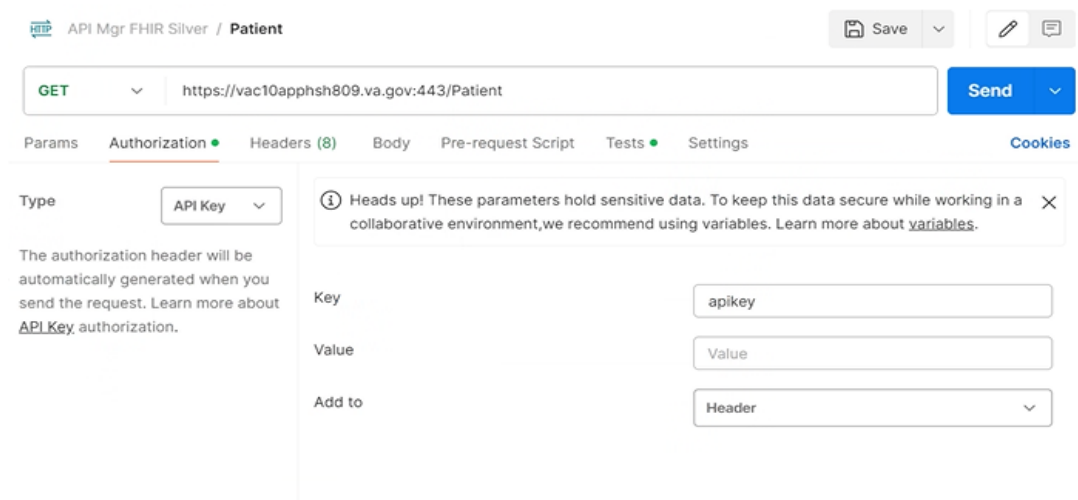 HTTP API Mgr FHIR Silver / Patient Save
GET https://vac10apphsh809.va.gov:443/Patient Send
Params Authorization Headers (8) Body Pre-request Script Tests Settings Cookies
Type API Key
The authorization header will be
automatically generated when you
send the request. Learn more about
API Key authorization.
Heads up! These parameters hold sensitive data. To keep this data secure while working in a
collaborative environment,we recommend using variables. Learn more about variables.
Key apikey
Value Value
Add to Header